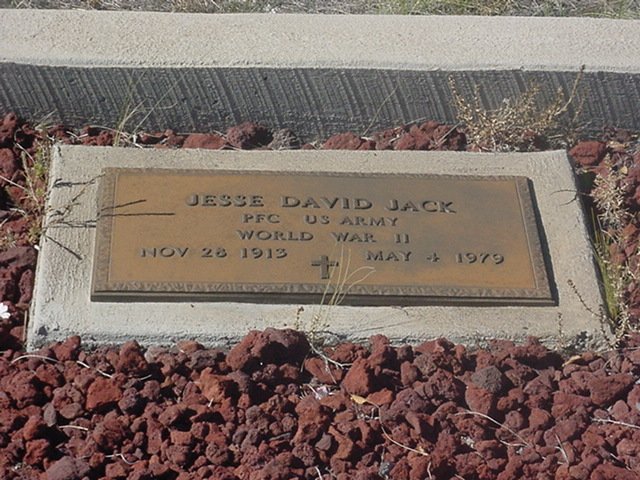 JESSE DAVID JACK
PFC US ARMY
WORLD WAR II
NOV 28 1913 MAY 4 1979